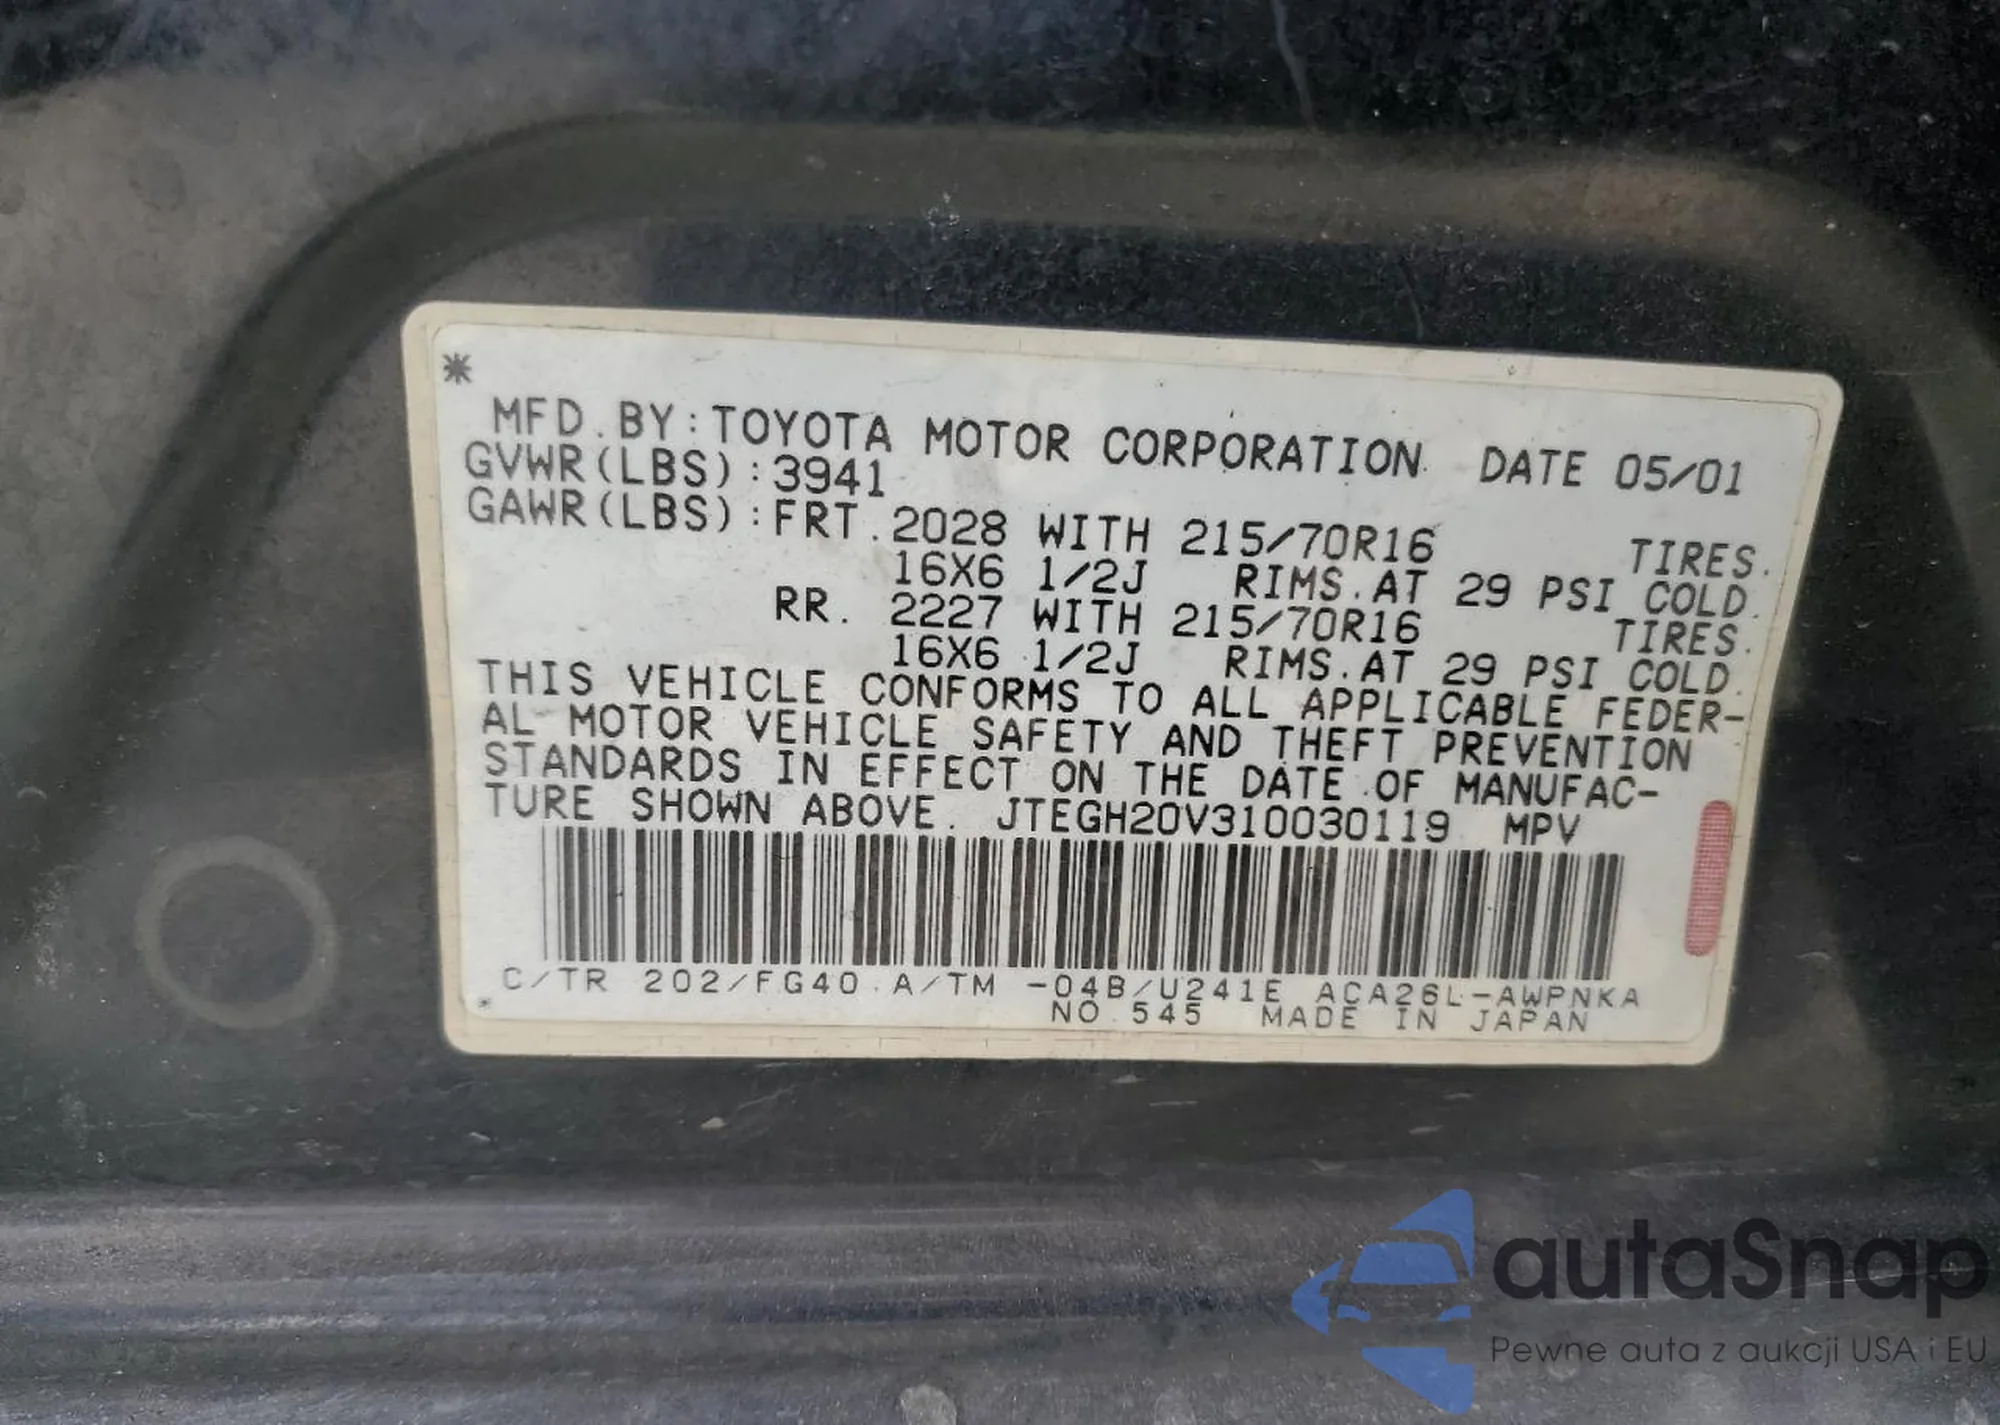 MFD.BY:TOYOTA MOTOR CORPORATION DATE 05/01
GVWR(LBS):3941
GAWR(LBS):FRT.2028 WITH 215/70R16 TIRES.
16X6 1/2J RIMS.AT 29 PSI COLD.
RR. 2227 WITH 215/70R16 TIRES.
16X6 1/2J RIMS.AT 29 PSI COLD.
THIS VEHICLE CONFORMS TO ALL APPLICABLE FEDER-
AL MOTOR VEHICLE SAFETY AND THEFT PREVENTION
STANDARDS IN EFFECT ON THE DATE OF MANUFAC-
TURE SHOWN ABOVE. JTEGH20V310030119 MPV
C/TR 202/FG40 A/TM -04B/U241E ACA26L-AWPNKA
NO.545 MADE IN JAPAN
autaSnap
Pewne auta z aukcji USA i EU